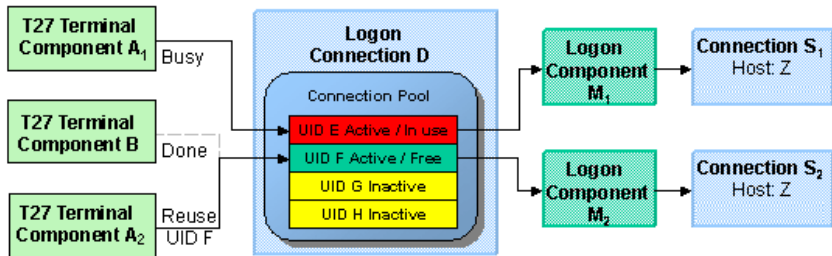 T27 Terminal
Component A1
Busy
T27 Terminal
Component B
Done
T27 Terminal
Component A2
Reuse
UID F
Logon
Connection D
Connection Pool
UID E Active / In use
UID F Active / Free
UID G Inactive
UID H Inactive
Logon
Component
M1
Connection S1
Host: Z
Logon
Component
M2
Connection S2
Host: Z